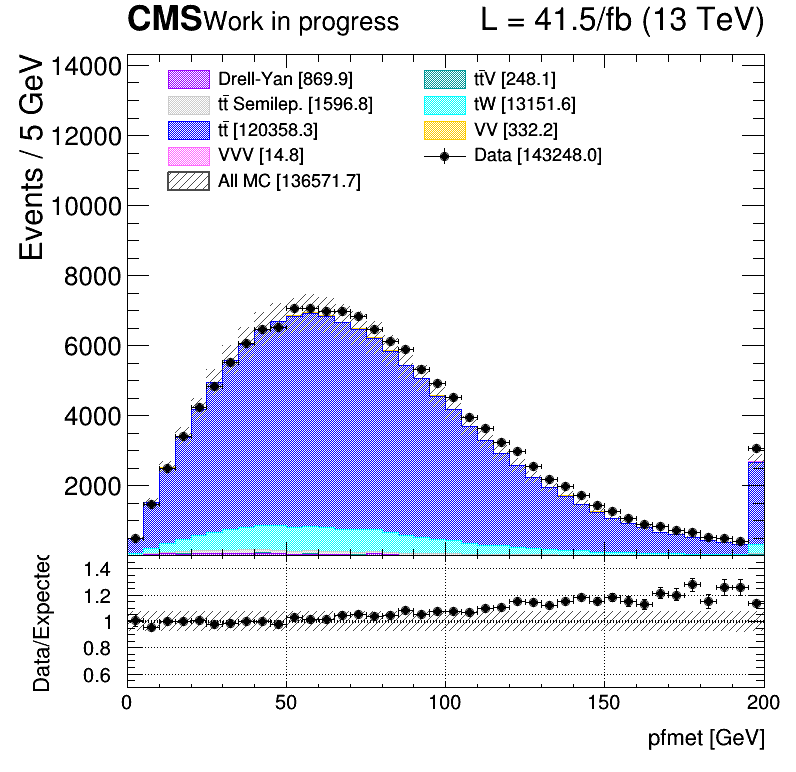 CMS Work in progress L = 41.5/fb (13 TeV)
Events / 5 GeV
14000
12000
10000
8000
6000
4000
2000
Drell-Yan [869.9]
tt̄ Semilep. [1596.8]
tt̄ [120358.3]
VVV [14.8]
All MC [136571.7]
tt̄V [248.1]
tW [13151.6]
VV [332.2]
Data [143248.0]
Data/Expected
1.4
1.2
1
0.8
0.6
0 50 100 150 200
pfmet [GeV]